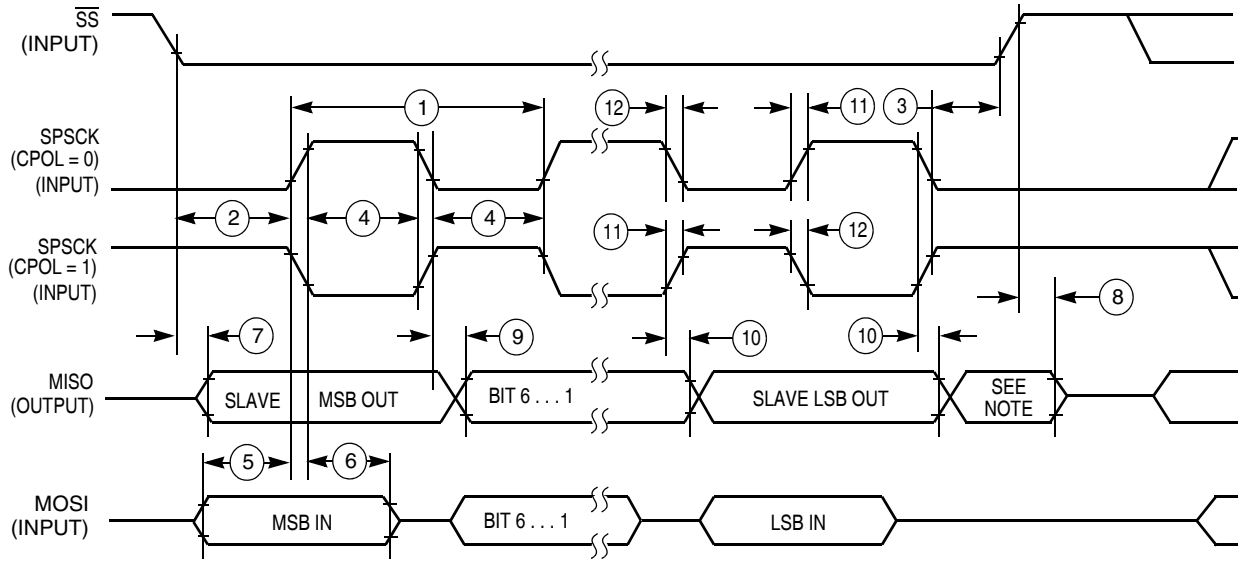 SS
(INPUT)
1
12
11
3
SPSCK
(CPOL = 0)
(INPUT)
2
4
4
11
12
SPSCK
(CPOL = 1)
(INPUT)
8
7
9
10
10
MISO
(OUTPUT)
SLAVE MSB OUT
BIT 6 . . . 1
SLAVE LSB OUT
SEE
NOTE
5
6
MOSI
(INPUT)
MSB IN
BIT 6 . . . 1
LSB IN